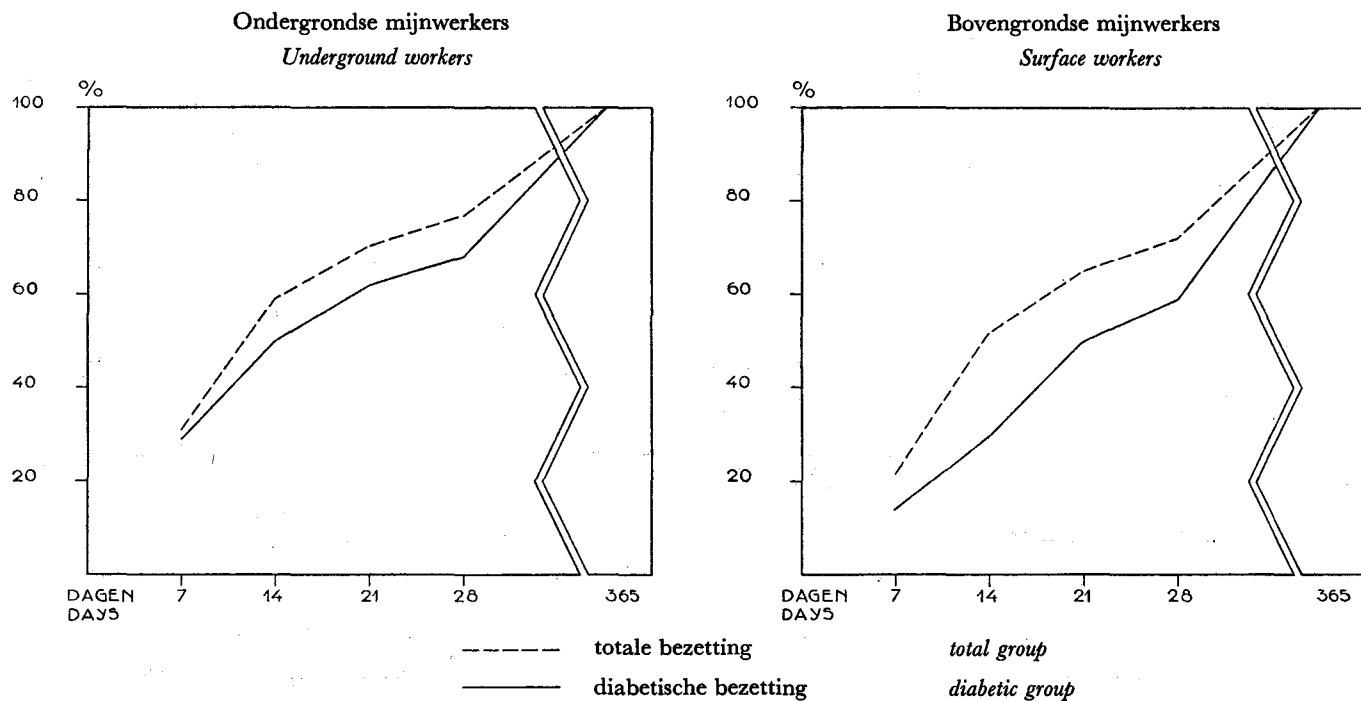 Ondergrondse mijnwerkers
Underground workers
%
100
80
60
40
20
DAGEN
DAYS
7 14 21 28 365
Bovengrondse mijnwerkers
Surface workers
%
100
80
60
40
20
DAGEN
DAYS
7 14 21 28 365
totale bezetting total group
diabetische bezetting diabetic group